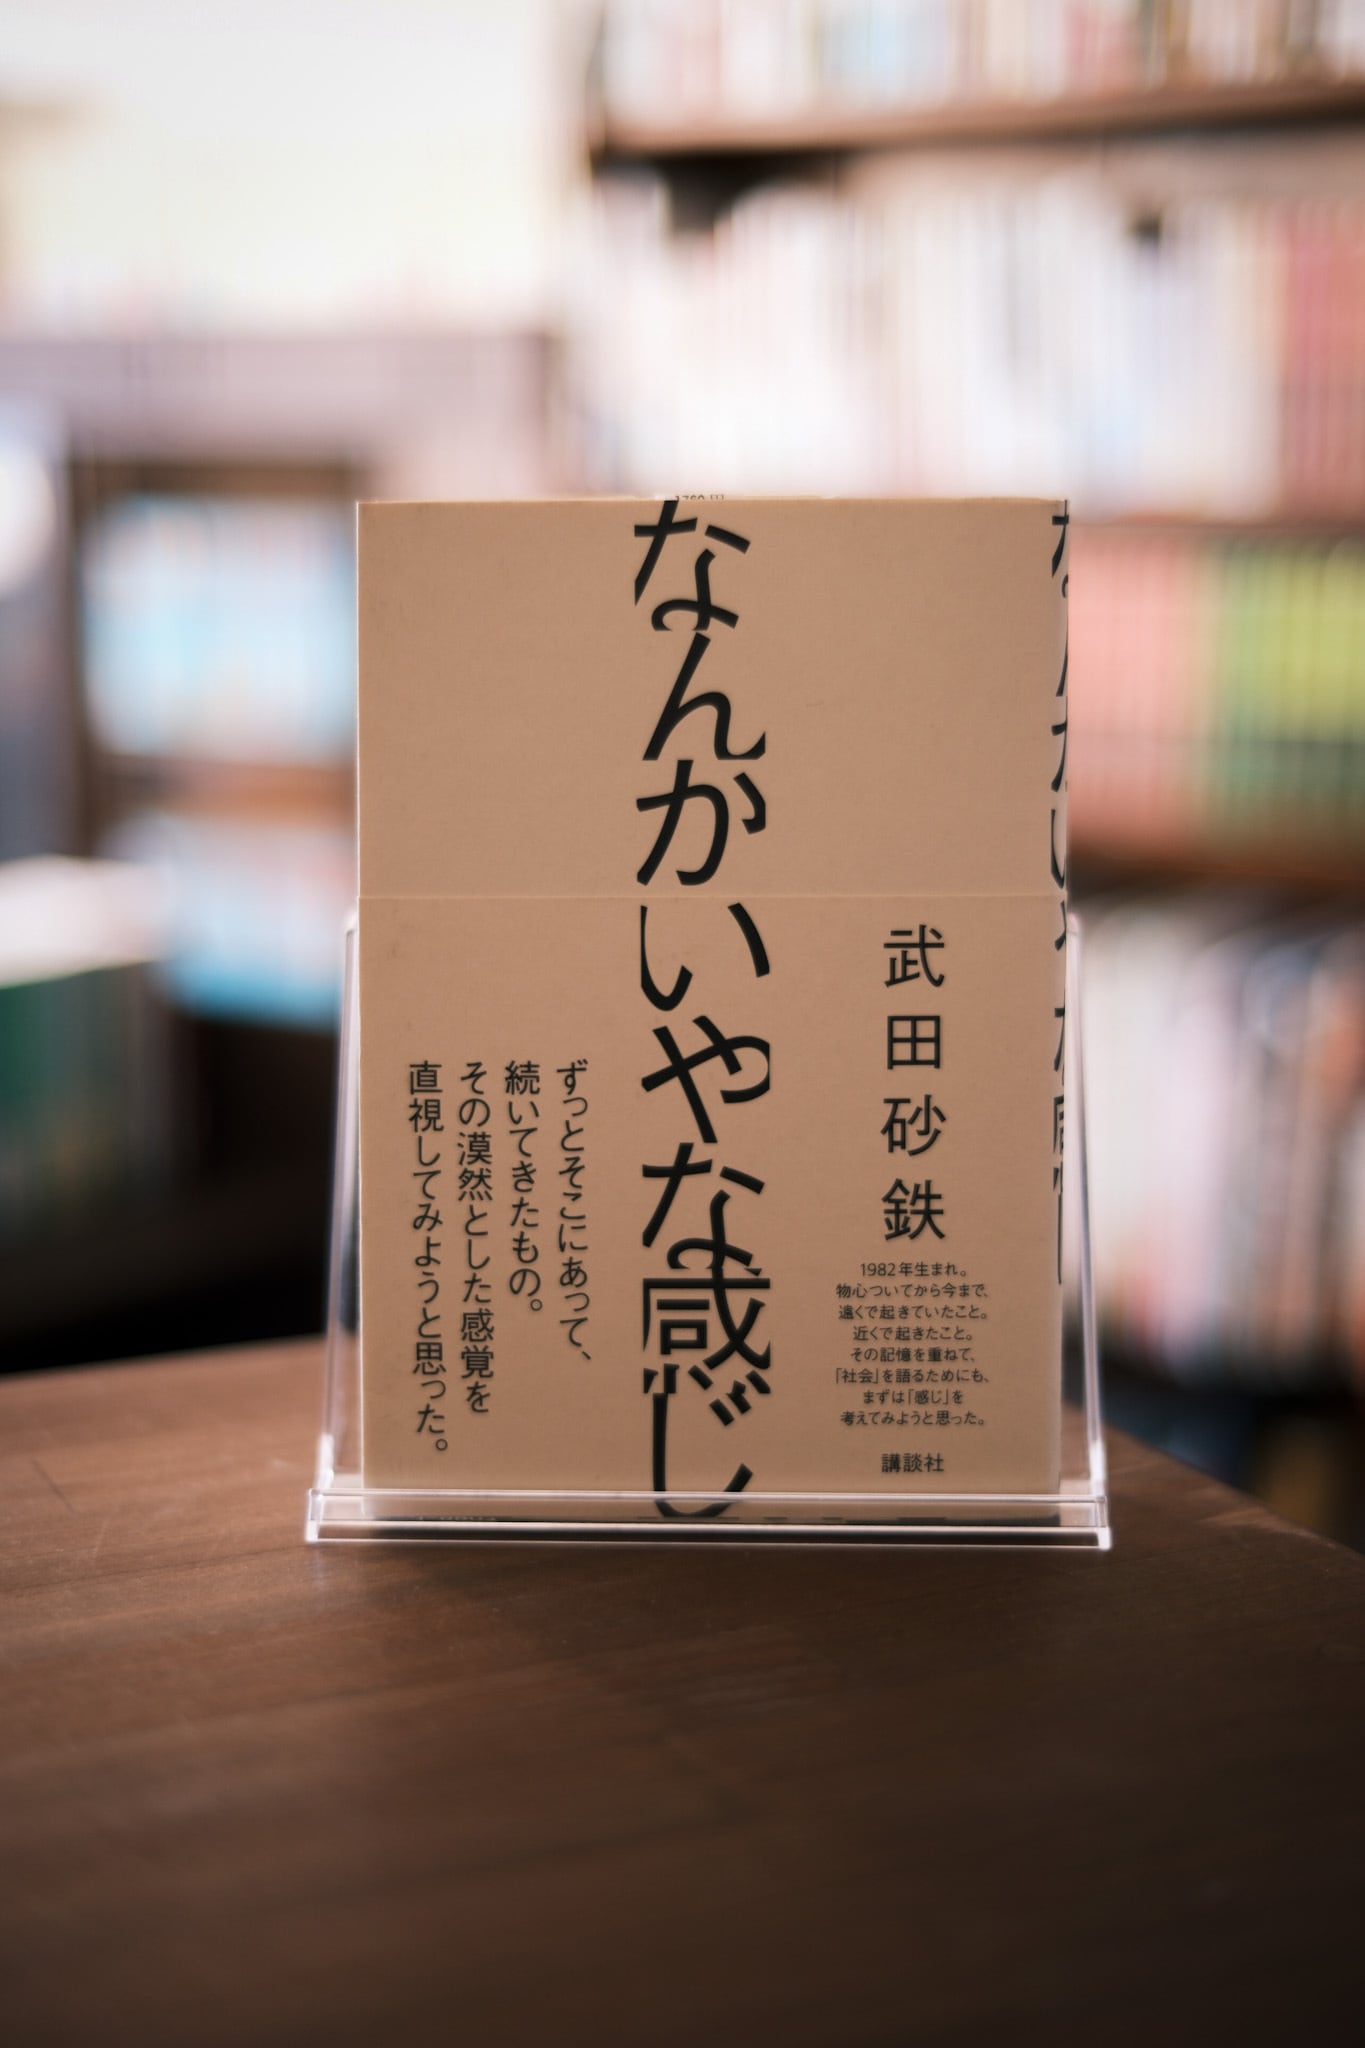 なんかいやな感じ
武田砂鉄
1982年生まれ。
物心ついてから今まで、
遠くで起きていたこと。
近くで起きたこと。
その記憶を重ねて、
「社会」を語るためにも、
まずは「感じ」を
考えてみようと思った。
講談社
ずっとそこにあって、
続いてきたもの。
その漠然とした感覚を
直視してみようと思った。